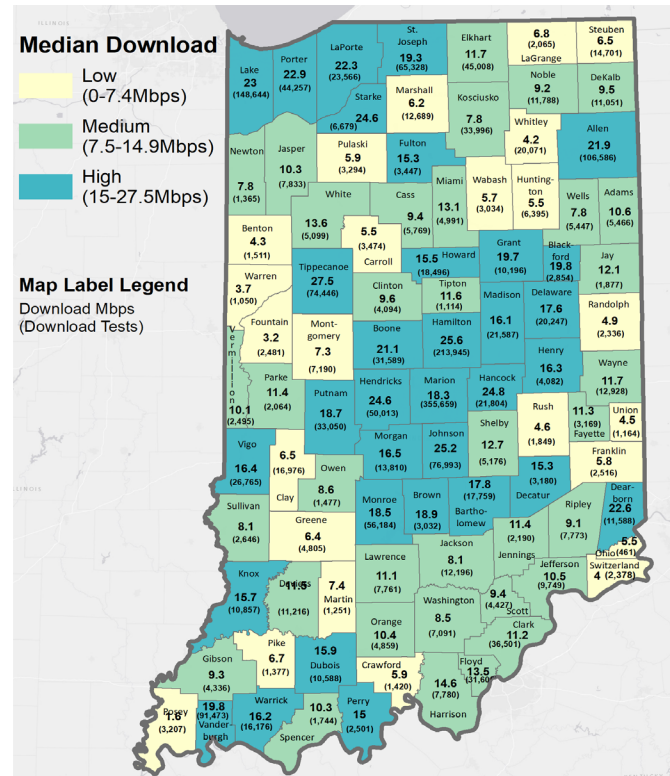 Median Download
Low
(0-7.4Mbps)
Medium
(7.5-14.9Mbps)
High
(15-27.5Mbps)
Map Label Legend
Download Mbps
(Download Tests)
ILLINOIS
Lake
23
(148,644)
Porter
22.9
(44,257)
LaPorte
22.3
(23,566)
St.
Joseph
19.3
(65,328)
Elkhart
11.7
(45,008)
6.8
(2,065)
LaGrange
Steuben
6.5
(14,701)
Starke
24.6
(6,679)
Marshall
6.2
(12,689)
Kosciusko
7.8
(33,996)
Noble
9.2
(11,788)
DeKalb
9.5
(11,051)
Whitley
4.2
(20,071)
Allen
21.9
(106,586)
Newton
7.8
(1,365)
Jasper
10.3
(7,833)
Pulaski
5.9
(3,294)
Fulton
15.3
(3,447)
Miami
13.1
(4,991)
Wabash
5.7
(3,034)
Hunting-
ton
5.5
(6,395)
Wells
7.8
(5,447)
Adams
10.6
(5,466)
White
13.6
(5,099)
Cass
9.4
(5,769)
Benton
4.3
(1,511)
5.5
(3,474)
Carroll
15.5
Howard
(18,496)
Grant
19.7
(10,196)
Black-
ford
19.8
(2,854)
Jay
12.1
(1,877)
Warren
3.7
(1,050)
Tippecanoe
27.5
(74,446)
Clinton
9.6
(4,094)
Tipton
11.6
(1,114)
Madison
16.1
(21,587)
Delaware
17.6
(20,247)
Randolph
4.9
(2,336)
Fountain
3.2
(2,481)
Mont-
gomery
7.3
(7,190)
Boone
21.1
(31,589)
Hamilton
25.6
(213,945)
Henry
16.3
(4,082)
Wayne
11.7
(12,928)
Vermillion
10.1
(2,495)
Parke
11.4
(2,064)
Putnam
18.7
(33,050)
Hendricks
24.6
(50,013)
Marion
18.3
(355,659)
Hancock
24.8
(21,804)
Rush
4.6
(1,849)
11.3
(3,169)
Fayette
Union
4.5
(1,164)
Shelby
12.7
(5,176)
Vigo
16.4
(26,765)
6.5
(16,976)
Clay
Owen
8.6
(1,477)
Morgan
16.5
(13,810)
Johnson
25.2
(76,993)
Franklin
5.8
(2,516)
15.3
(3,180)
Decatur
Sullivan
8.1
(2,646)
Greene
6.4
(4,805)
Monroe
18.5
(56,184)
Brown
18.9
(3,032)
17.8
(17,759)
Bartho-
lomew
Dear-
born
22.6
(11,588)
Ripley
9.1
(7,773)
11.4
(2,190)
Jennings
5.5
(461)
Ohio
Switzerland
4 (2,378)
Jackson
8.1
(12,196)
Lawrence
11.1
(7,761)
Jefferson
10.5
(9,749)
Knox
15.7
(10,857)
11.5
(11,216)
7.4
Martin
(1,251)
Washington
8.5
(7,091)
9.4
(4,427)
Scott
Clark
11.2
(36,501)
Orange
10.4
(4,859)
Gibson
9.3
(4,336)
Pike
6.7
(1,377)
15.9
Dubois
(10,588)
Crawford
5.9
(1,420)
Floyd
13.5
14.6
(7,780)
Harrison
Posey
1.6
(3,207)
19.8
(91,473)
Vander-
burgh
Warrick
16.2
(16,176)
10.3
(1,744)
Spencer
Perry
15
(2,501)